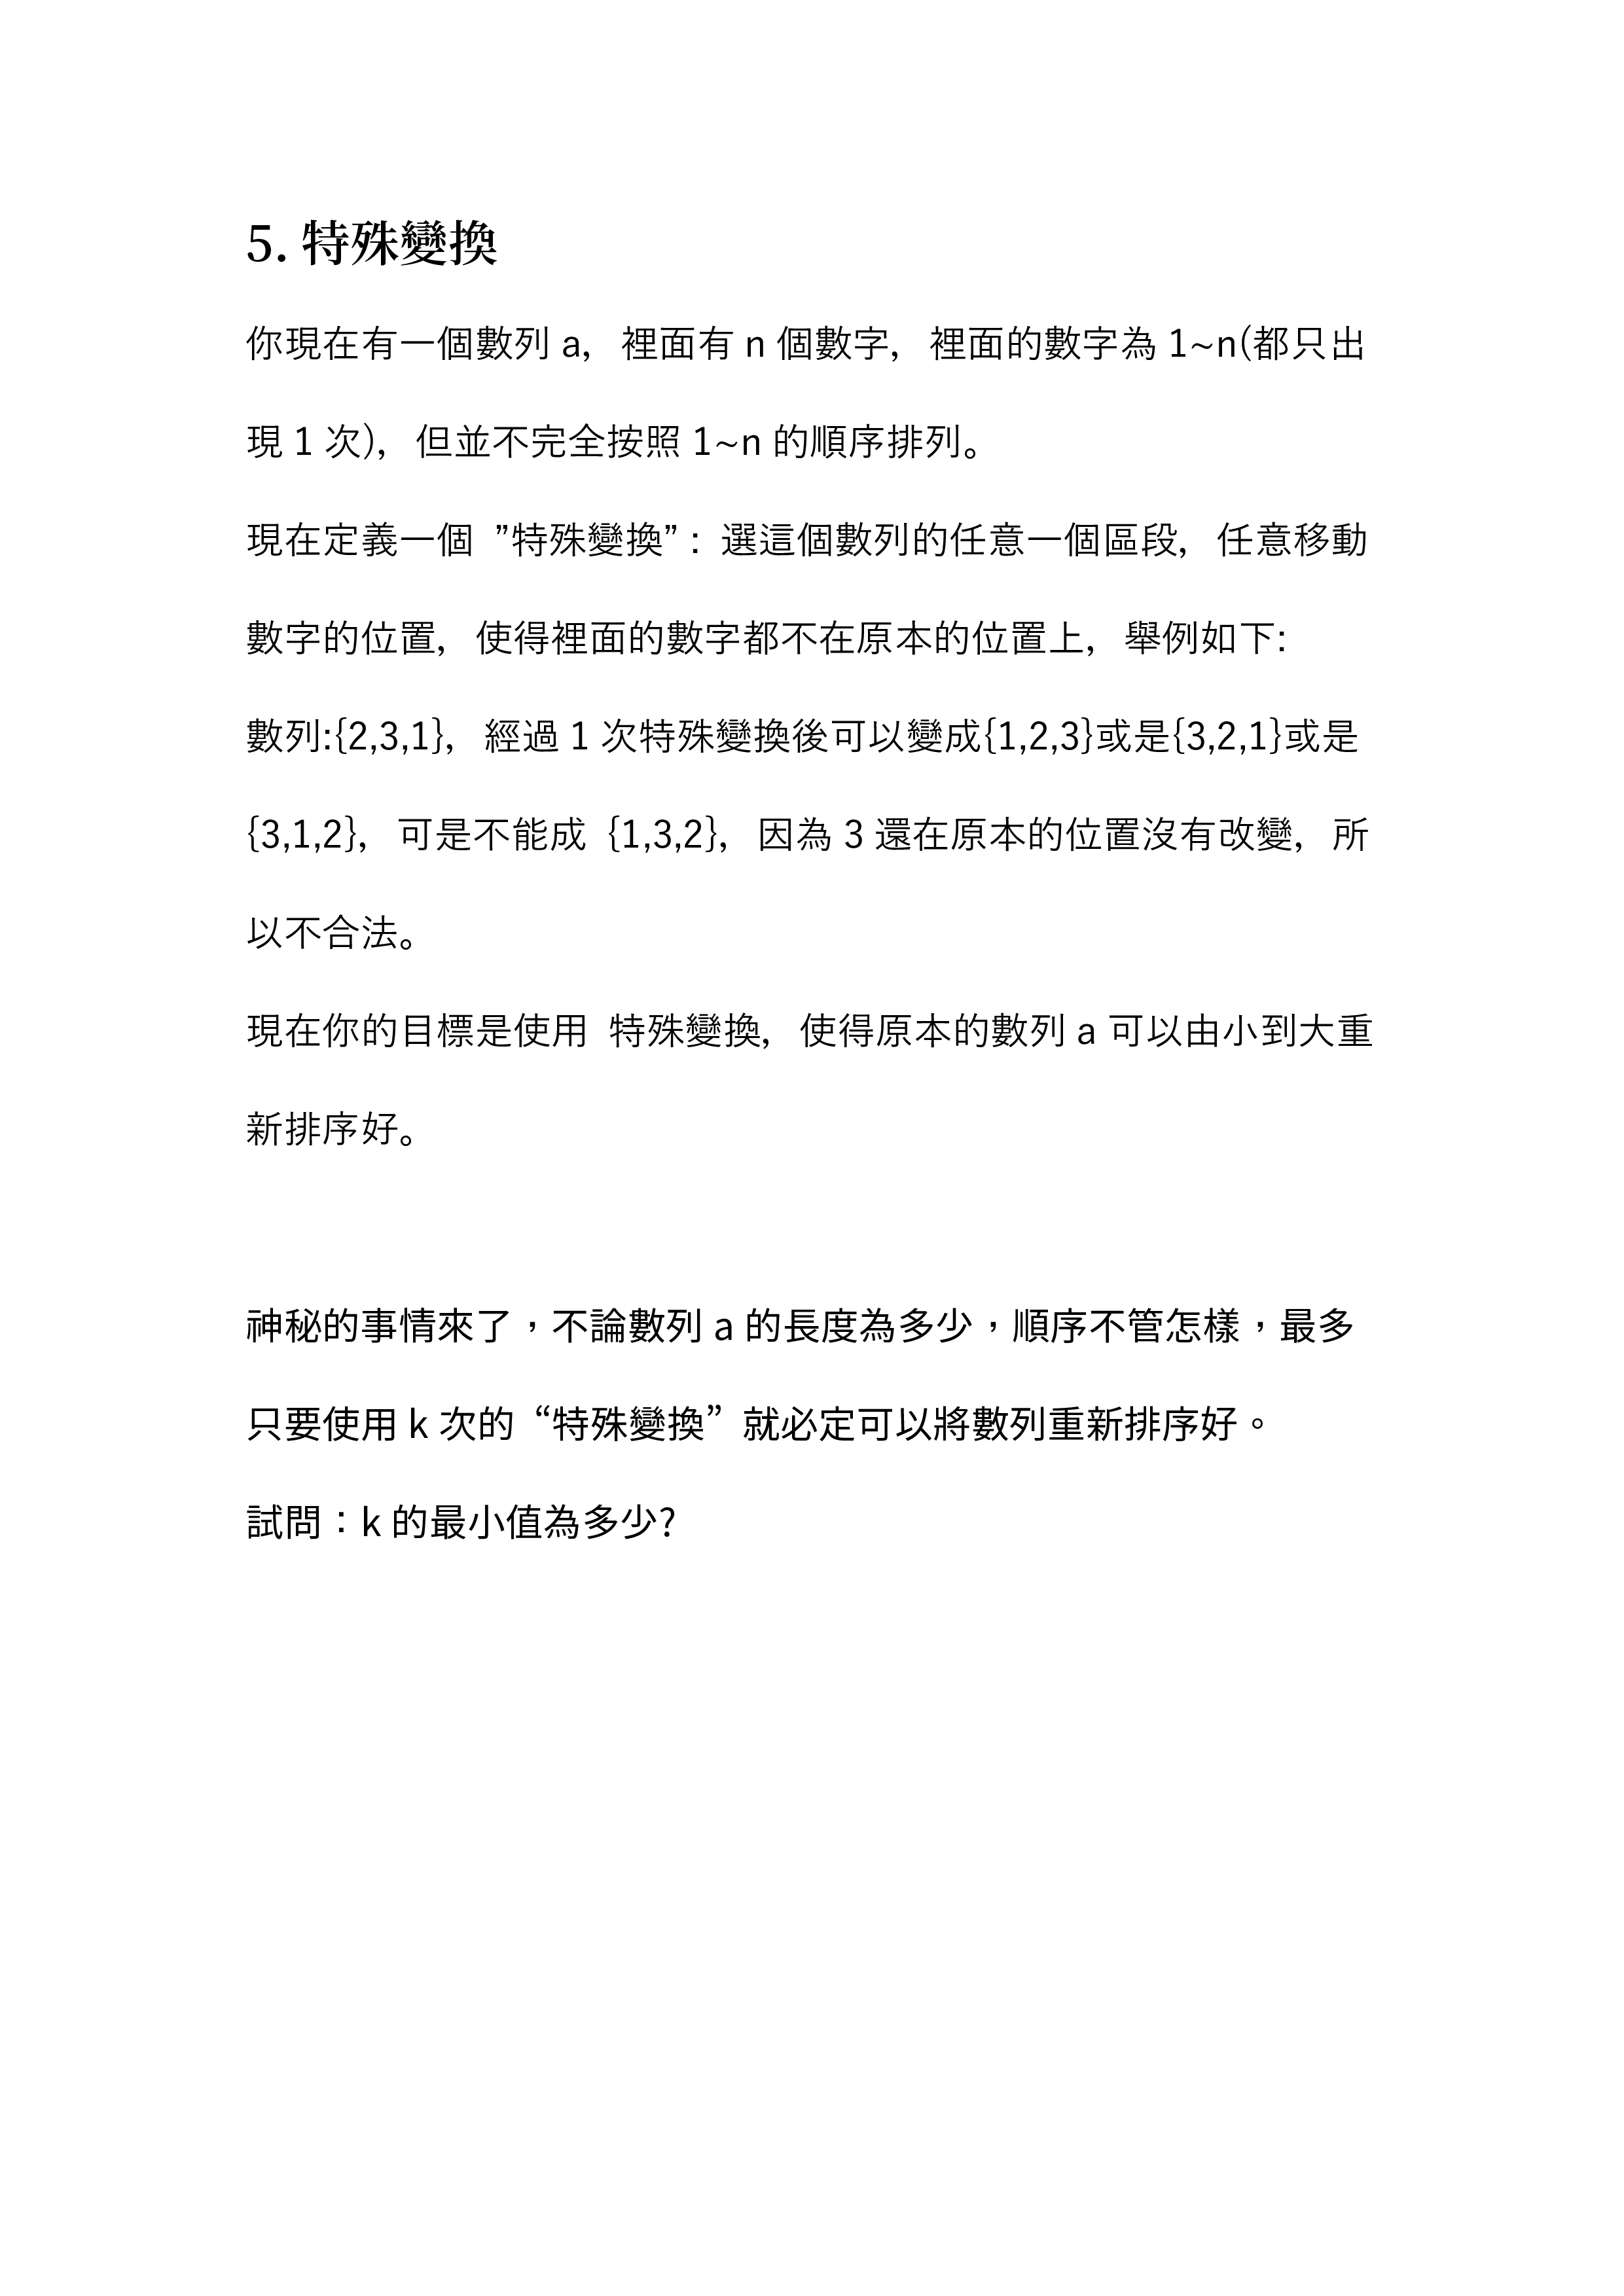 5. 特殊變換
你現在有一個數列 a，裡面有 n 個數字，裡面的數字為 1~n(都只出
現 1 次)，但並不完全按照 1~n 的順序排列。
現在定義一個 ”特殊變換”：選這個數列的任意一個區段，任意移動
數字的位置，使得裡面的數字都不在原本的位置上，舉例如下:
數列:{2,3,1}，經過 1 次特殊變換後可以變成{1,2,3}或是{3,2,1}或是
{3,1,2}，可是不能成 {1,3,2}，因為 3 還在原本的位置沒有改變，所
以不合法。
現在你的目標是使用 特殊變換，使得原本的數列 a 可以由小到大重
新排序好。
神秘的事情來了，不論數列 a 的長度為多少，順序不管怎樣，最多
只要使用 k 次的 “特殊變換” 就必定可以將數列重新排序好。
試問：k 的最小值為多少?